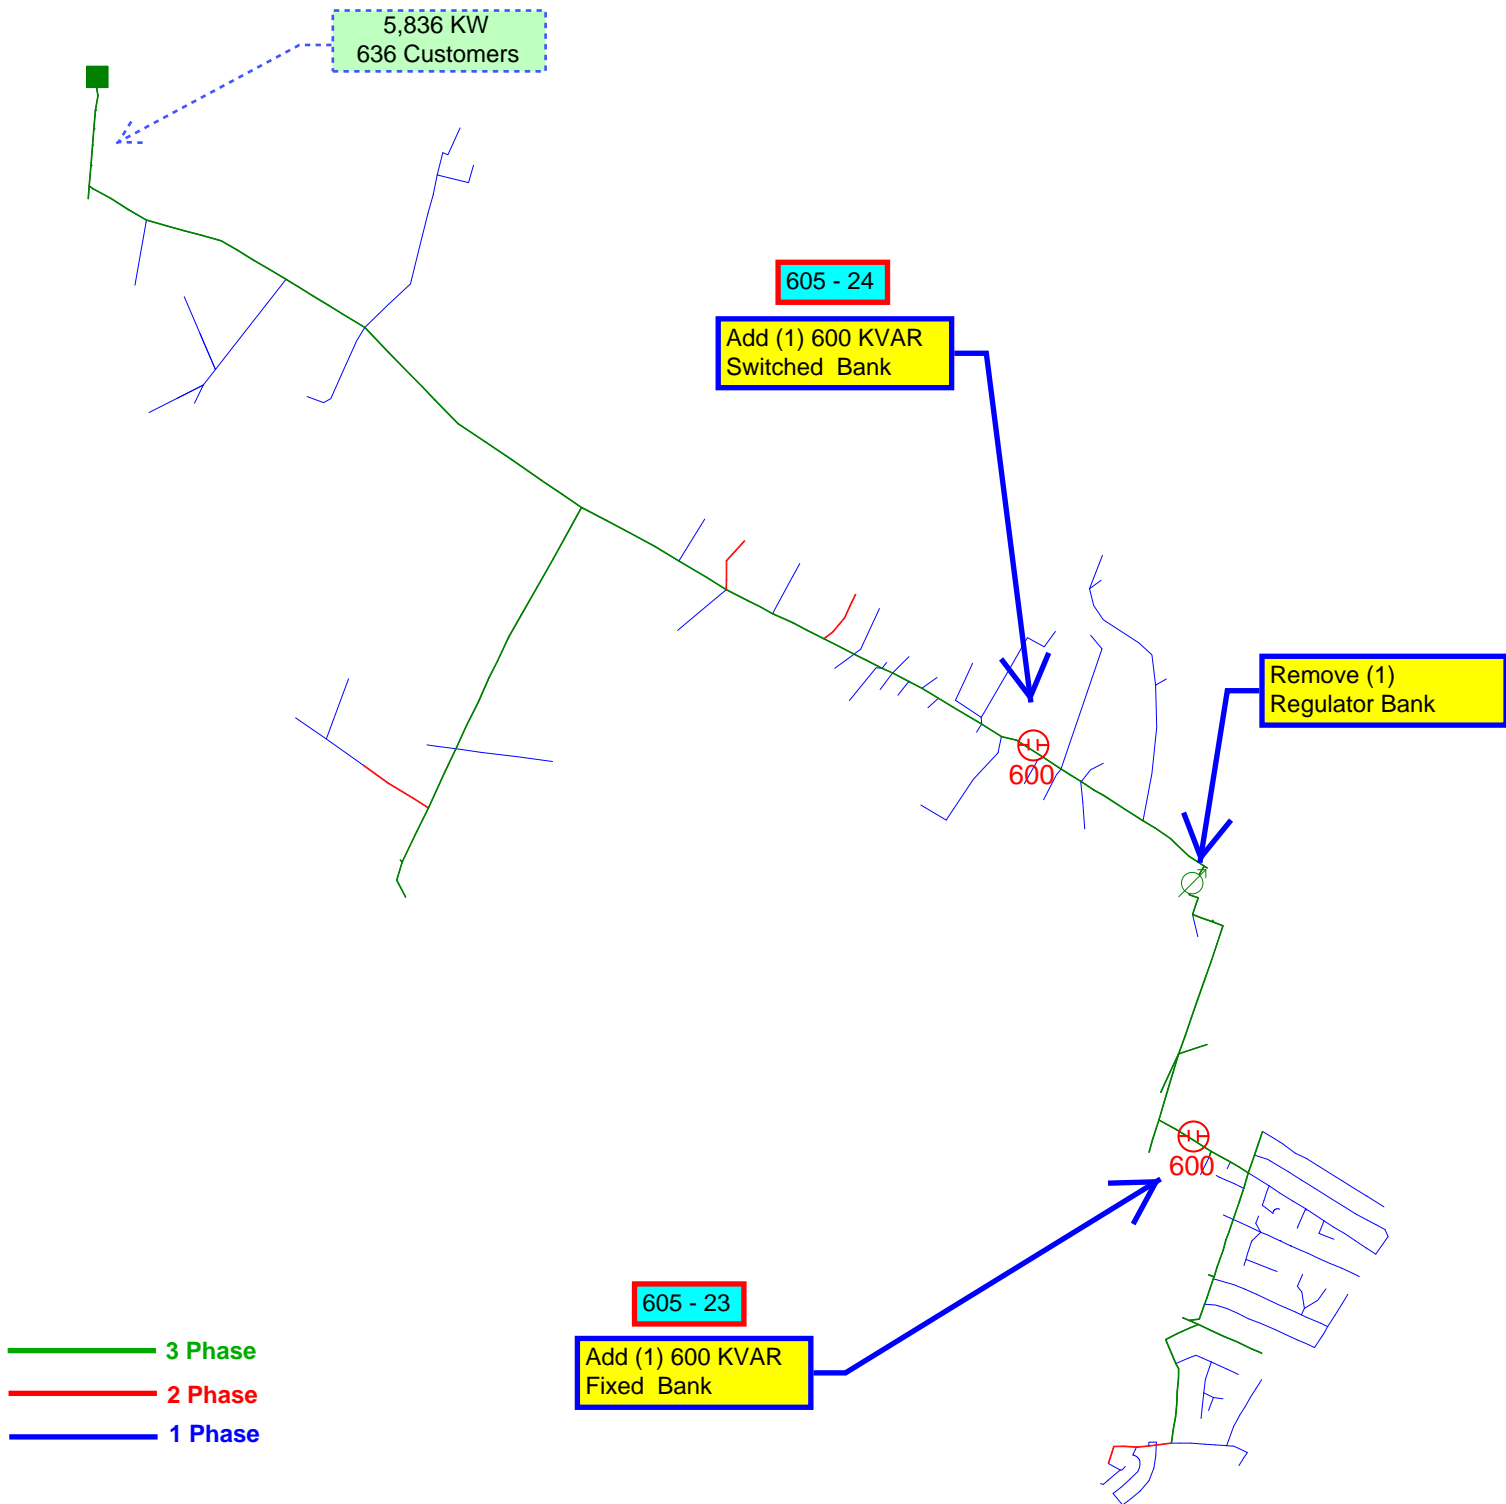 5,836 KW
636 Customers
605 - 24
Add (1) 600 KVAR
Switched Bank
Remove (1)
Regulator Bank
600
600
605 - 23
Add (1) 600 KVAR
Fixed Bank
3 Phase
2 Phase
1 Phase